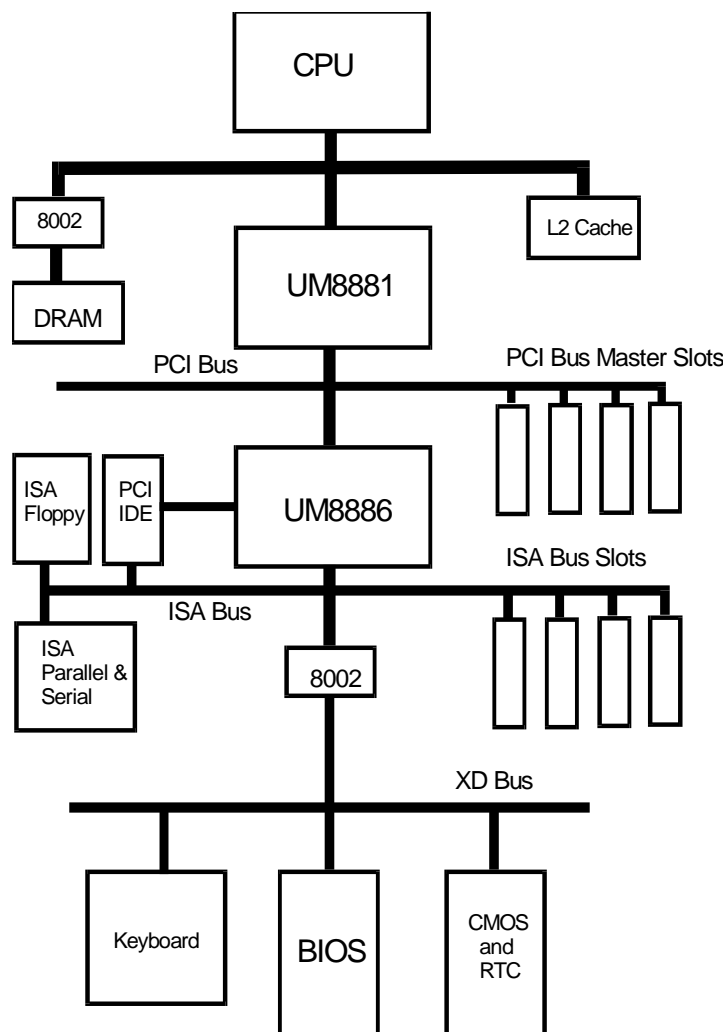 CPU
8002
L2 Cache
UM8881
DRAM
PCI Bus
PCI Bus Master Slots
ISA
Floppy
PCI
IDE
UM8886
ISA Bus Slots
ISA Bus
ISA
Parallel &
Serial
8002
XD Bus
Keyboard
BIOS
CMOS
and
RTC